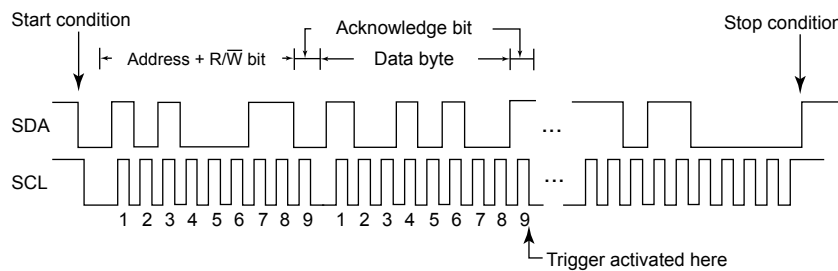 Start condition
Acknowledge bit
Stop condition
Address + R/W̅ bit
Data byte
SDA
...
SCL
...
1 2 3 4 5 6 7 8 9 1 2 3 4 5 6 7 8 9
Trigger activated here